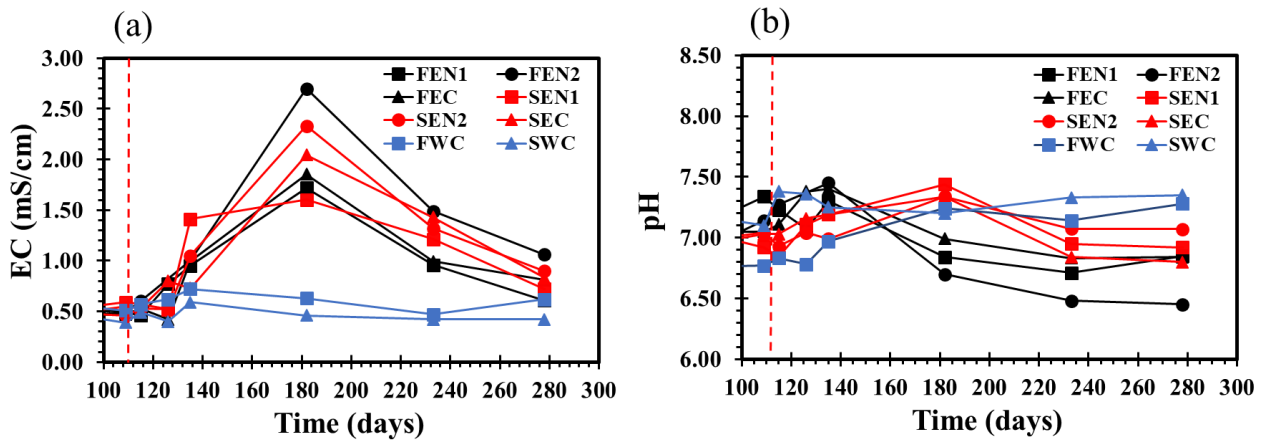 (a)
EC (mS/cm)
3.00
2.50
2.00
1.50
1.00
0.50
0.00
FEN1 FEN2
FEC SEN1
SEN2 SEC
FWC SWC
100 120 140 160 180 200 220 240 260 280 300
Time (days)
(b)
pH
8.50
8.00
7.50
7.00
6.50
6.00
FEN1 FEN2
FEC SEN1
SEN2 SEC
FWC SWC
100 120 140 160 180 200 220 240 260 280 300
Time (days)